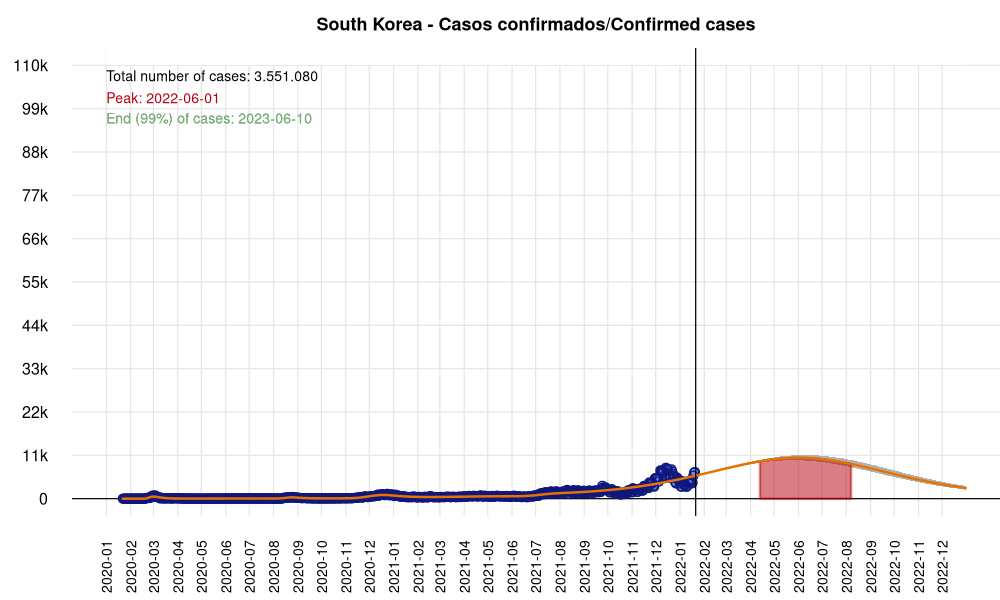 South Korea - Casos confirmados/Confirmed cases
110k
99k
88k
77k
66k
55k
44k
33k
22k
11k
0
Total number of cases: 3.551.080
Peak: 2022-06-01
End (99%) of cases: 2023-06-10
2020-01
2020-02
2020-03
2020-04
2020-05
2020-06
2020-07
2020-08
2020-09
2020-10
2020-11
2020-12
2021-01
2021-02
2021-03
2021-04
2021-05
2021-06
2021-07
2021-08
2021-09
2021-10
2021-11
2021-12
2022-01
2022-02
2022-03
2022-04
2022-05
2022-06
2022-07
2022-08
2022-09
2022-10
2022-11
2022-12